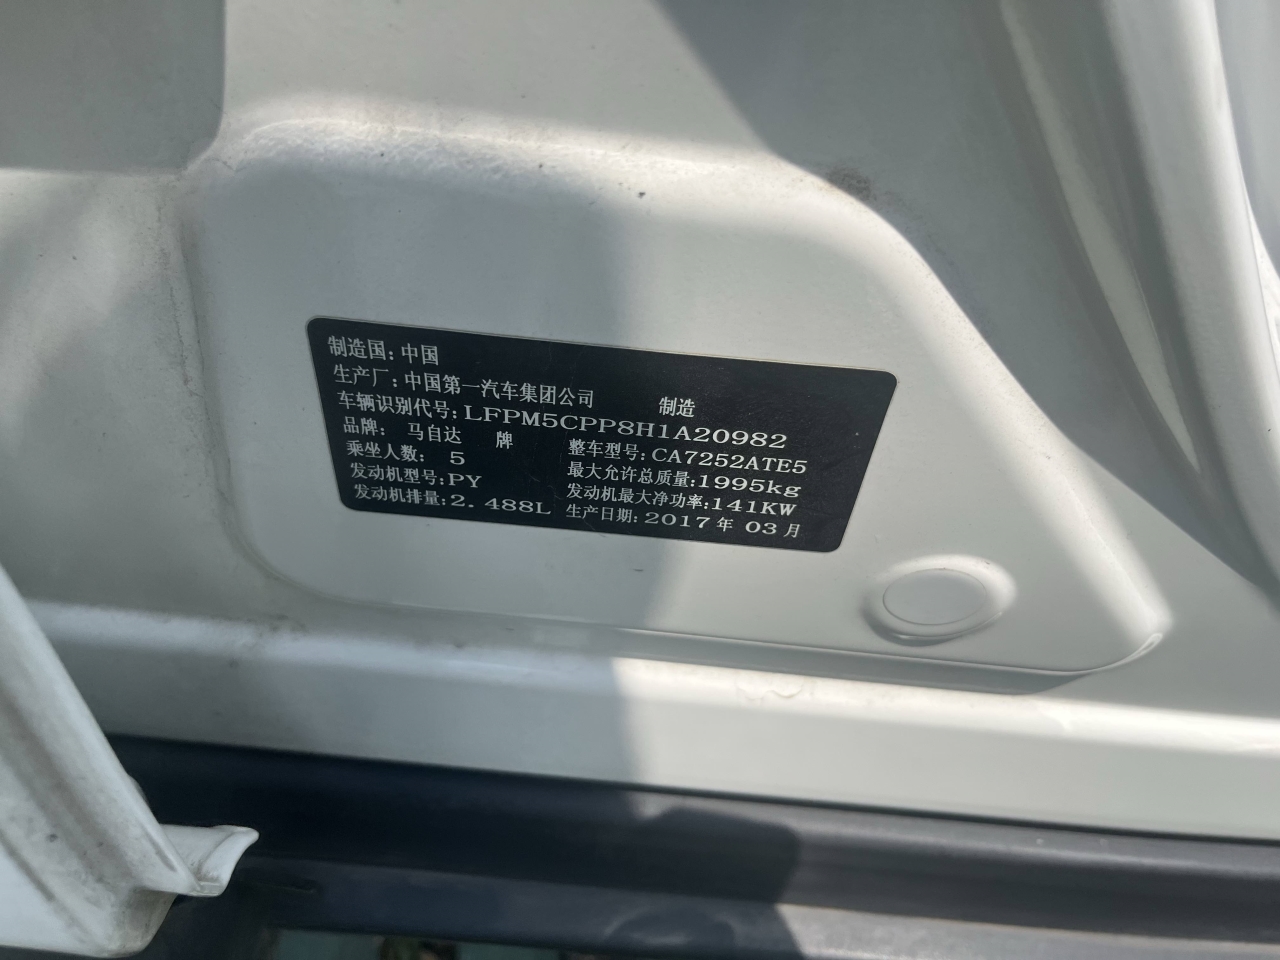 制造国：中国
生产厂：中国第一汽车集团公司 制造
车辆识别代号：LFPM5CPP8H1A20982
品牌： 马自达 牌 整车型号：CA7252ATE5
乘坐人数： 5 最大允许总质量：1995kg
发动机型号：PY 发动机最大净功率：141KW
发动机排量：2.488L 生产日期：2017年 03月